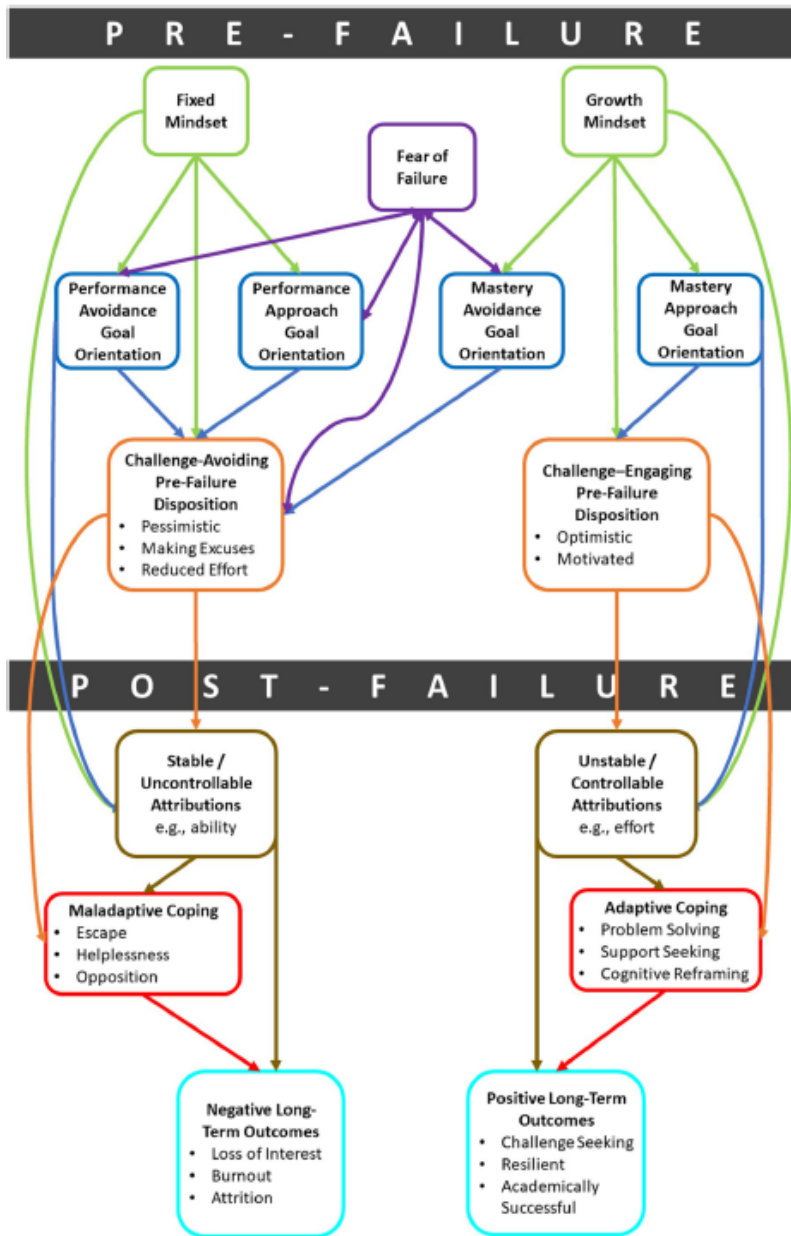 P R E - F A I L U R E
Fixed
Mindset
Growth
Mindset
Fear of
Failure
Performance
Avoidance
Goal
Orientation
Performance
Approach
Goal
Orientation
Mastery
Avoidance
Goal
Orientation
Mastery
Approach
Goal
Orientation
Challenge-Avoiding
Pre-Failure
Disposition
• Pessimistic
• Making Excuses
• Reduced Effort
Challenge–Engaging
Pre-Failure
Disposition
• Optimistic
• Motivated
P O S T - F A I L U R E
Stable /
Uncontrollable
Attributions
e.g., ability
Unstable /
Controllable
Attributions
e.g., effort
Maladaptive Coping
• Escape
• Helplessness
• Opposition
Adaptive Coping
• Problem Solving
• Support Seeking
• Cognitive Reframing
Negative Long-
Term Outcomes
• Loss of Interest
• Burnout
• Attrition
Positive Long-Term
Outcomes
• Challenge Seeking
• Resilient
• Academically
Successful